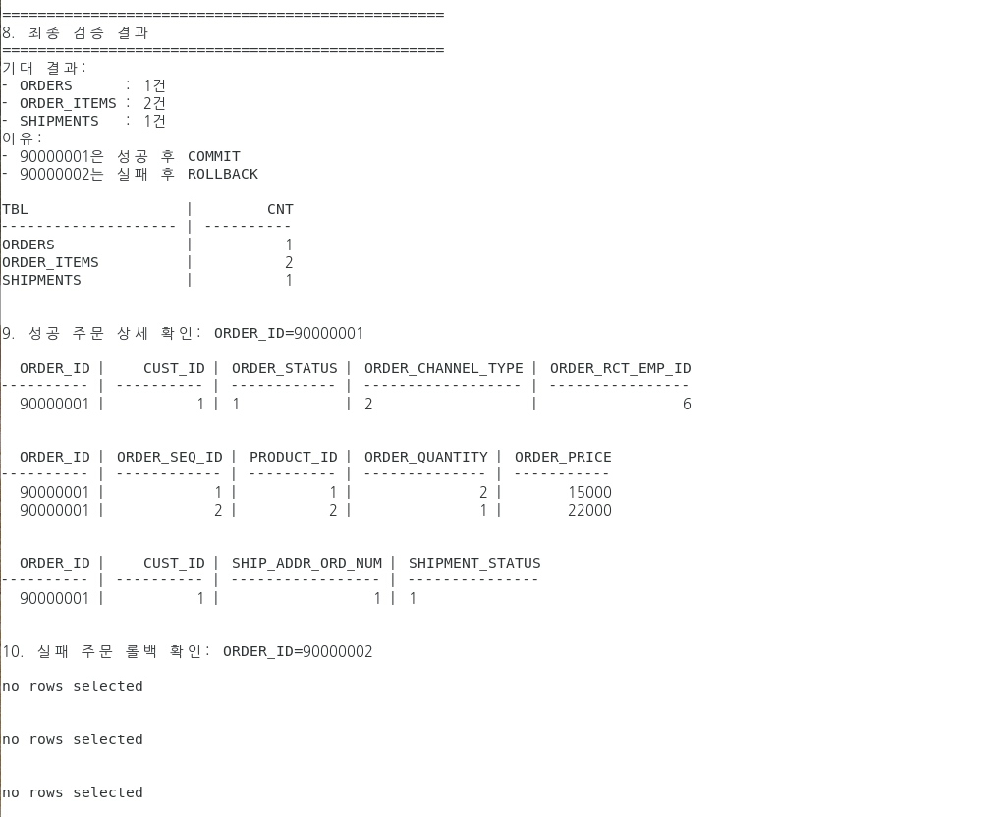 ==================================================
8. 최종 검증 결과
==================================================
기대 결과:
- ORDERS      : 1건
- ORDER_ITEMS : 2건
- SHIPMENTS   : 1건
이유:
- 90000001은 성공 후 COMMIT
- 90000002는 실패 후 ROLLBACK
TBL                  |        CNT
-------------------- | ----------
ORDERS               |          1
ORDER_ITEMS          |          2
SHIPMENTS            |          1
9. 성공 주문 상세 확인: ORDER_ID=90000001
  ORDER_ID |    CUST_ID | ORDER_STATUS | ORDER_CHANNEL_TYPE | ORDER_RCT_EMP_ID
---------- | ---------- | ------------ | ------------------ | ----------------
  90000001 |          1 | 1            | 2                  |                6
  ORDER_ID | ORDER_SEQ_ID | PRODUCT_ID | ORDER_QUANTITY | ORDER_PRICE
---------- | ------------ | ---------- | -------------- | -----------
  90000001 |            1 |          1 |              2 |       15000
  90000001 |            2 |          2 |              1 |       22000
  ORDER_ID |    CUST_ID | SHIP_ADDR_ORD_NUM | SHIPMENT_STATUS
---------- | ---------- | ----------------- | ---------------
  90000001 |          1 |                 1 | 1
10. 실패 주문 롤백 확인: ORDER_ID=90000002
no rows selected
no rows selected
no rows selected